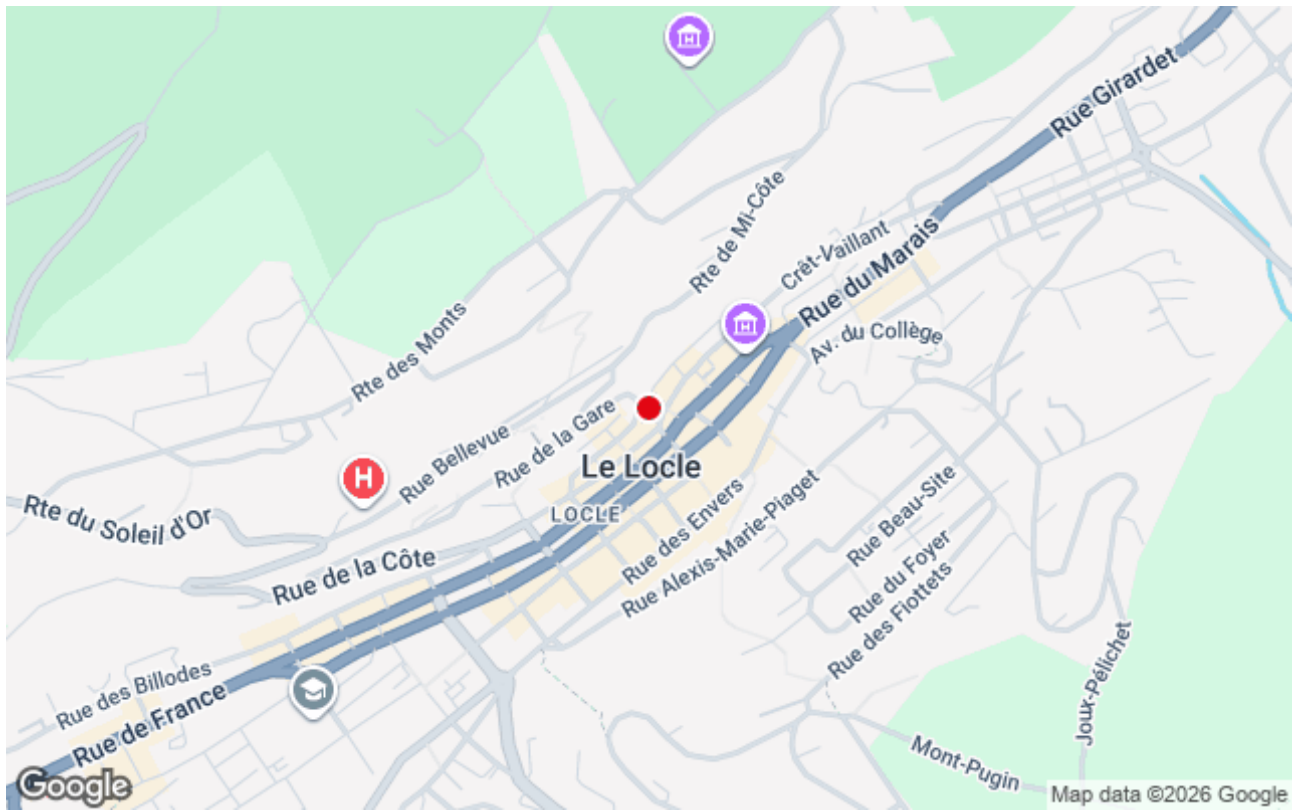 Rue Girardet
Rte de Mi-Côte
Crêt-Vaillant
Rue du Marais
Av. du Collège
Rte des Monts
Rue de la Gare
Rue Bellevue
Le Locle
LOCLE
H
Rte du Soleil d'Or
Rue de la Côte
Rue des Envers
Rue Alexis-Marie-Piaget
Rue Beau-Site
Rue du Foyer
Rue des Fiottets
Joux-Pélichet
Mont-Pugin
Rue des Billodes
Rue de France
Google
Map data ©2026 Google